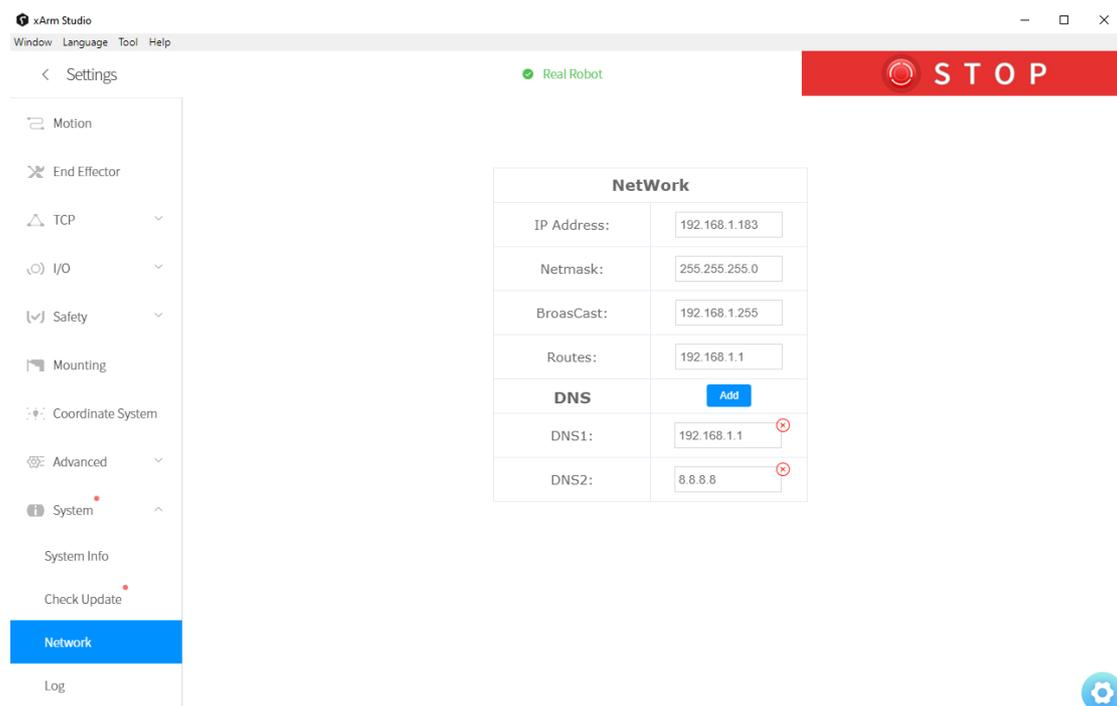 xArm Studio
Window Language Tool Help
Settings
Real Robot
STOP
Motion
End Effector
TCP
I/O
Safety
Mounting
Coordinate System
Advanced
System
System Info
Check Update
Network
Log
NetWork
IP Address: 192.168.1.183
Netmask: 255.255.255.0
BroasCast: 192.168.1.255
Routes: 192.168.1.1
DNS Add
DNS1: 192.168.1.1
DNS2: 8.8.8.8